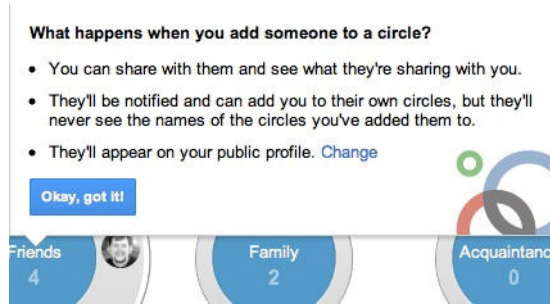 What happens when you add someone to a circle?
• You can share with them and see what they're sharing with you.
• They'll be notified and can add you to their own circles, but they'll
never see the names of the circles you've added them to.
• They'll appear on your public profile. Change
Okay, got it!
Friends
4
Family
2
Acquaintanc
0